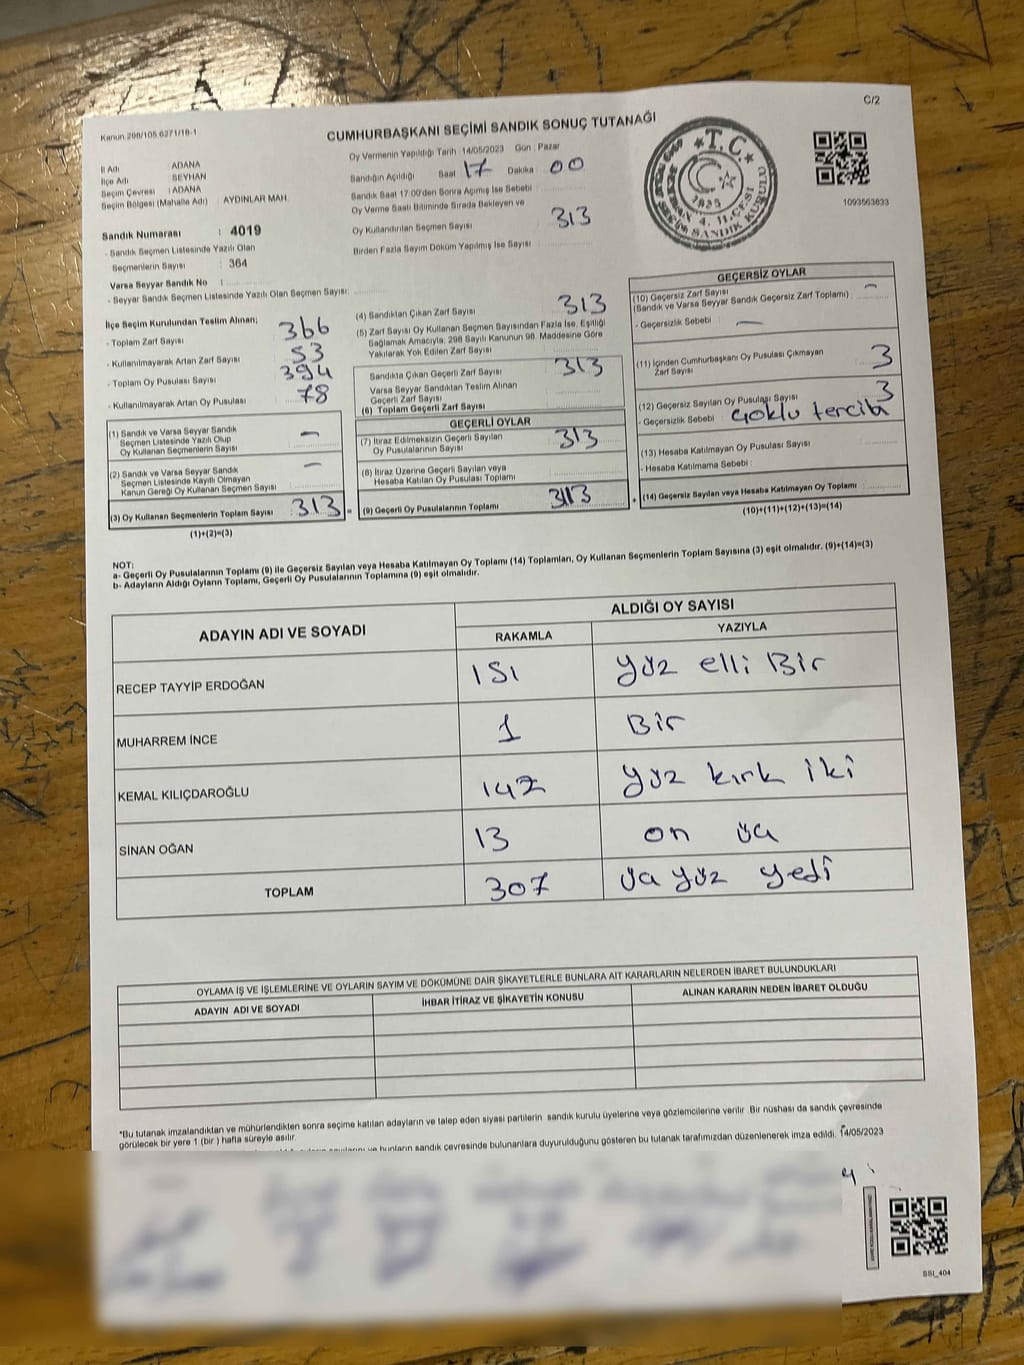 C/2
Kanun 298/105 6271/18-1
CUMHURBAŞKANI SEÇİMİ SANDIK SONUÇ TUTANAĞI
İl Adı : ADANA
İlçe Adı : SEYHAN
Seçim Çevresi : ADANA
Seçim Bölgesi (Mahalle Adı) : AYDINLAR MAH.
Sandık Numarası : 4019
- Sandık Seçmen Listesinde Yazılı Olan
Seçmenlerin Sayısı : 364
Varsa Seyyar Sandık No :
- Seyyar Sandık Seçmen Listesinde Yazılı Olan Seçmen Sayısı:
Oy Vermenin Yapıldığı Tarih 14/05/2023 Gün : Pazar
Sandığın Açıldığı Saat 17 Dakika 00
Sandık Saat 17.00'den Sonra Açımış İse Sebebi :
Oy Verme Saati Bitiminde Sırada Bekleyen ve
Oy Kullandırılan Seçmen Sayısı : 313
Birden Fazla Sayım Döküm Yapılmış İse Sayısı :
T.C.
1093563833
İlçe Seçim Kurulundan Teslim Alınan;
- Toplam Zarf Sayısı 366
- Kullanılmayarak Artan Zarf Sayısı 53
- Toplam Oy Pusulası Sayısı 394
- Kullanılmayarak Artan Oy Pusulası 78
(1) Sandık ve Varsa Seyyar Sandık
Seçmen Listesinde Yazılı Olup
Oy Kullanan Seçmenlerin Sayısı –
(2) Sandık ve Varsa Seyyar Sandık
Seçmen Listesinde Kayıtlı Olmayan
Kanun Gereği Oy Kullanan Seçmen Sayısı –
(3) Oy Kullanan Seçmenlerin Toplam Sayısı 313
(1)+(2)=(3)
(4) Sandıktan Çıkan Zarf Sayısı 313
(5) Zarf Sayısı Oy Kullanan Seçmen Sayısından Fazla İse, Eşitliği
Sağlamak Amacıyla, 298 Sayılı Kanunun 98. Maddesine Göre
Yakılarak Yok Edilen Zarf Sayısı
Sandıkta Çıkan Geçerli Zarf Sayısı 313
Varsa Seyyar Sandıktan Teslim Alınan
Geçerli Zarf Sayısı
(6) Toplam Geçerli Zarf Sayısı
GEÇERLİ OYLAR
(7) İtiraz Edilmeksizin Geçerli Sayılan
Oy Pusulasının Sayısı 313
(8) İtiraz Üzerine Geçerli Sayılan veya
Hesaba Katılan Oy Pusulası Toplamı
(9) Geçerli Oy Pusulalarının Toplamı 313
GEÇERSİZ OYLAR
(10) Geçersiz Zarf Sayısı –
(Sandık ve Varsa Seyyar Sandık Geçersiz Zarf Toplamı)
- Geçersizlik Sebebi : –
(11) İçinden Cumhurbaşkanı Oy Pusulası Çıkmayan
Zarf Sayısı 3
(12) Geçersiz Sayılan Oy Pusulası Sayısı 3
- Geçersizlik Sebebi : çoklu tercih
(13) Hesaba Katılmayan Oy Pusulası Sayısı
- Hesaba Katılmama Sebebi :
(14) Geçersiz Sayılan veya Hesaba Katılmayan Oy Toplamı
(10)+(11)+(12)+(13)=(14)
NOT:
a- Geçerli Oy Pusulalarının Toplamı (9) ile Geçersiz Sayılan veya Hesaba Katılmayan Oy Toplamı (14) Toplamları, Oy Kullanan Seçmenlerin Toplam Sayısına (3) eşit olmalıdır. (9)+(14)=(3)
b- Adayların Aldığı Oyların Toplamı, Geçerli Oy Pusulalarının Toplamına (9) eşit olmalıdır.
ADAYIN ADI VE SOYADI
ALDIĞI OY SAYISI
RAKAMLA YAZIYLA
RECEP TAYYİP ERDOĞAN 151 yüz elli Bir
MUHARREM İNCE 1 Bir
KEMAL KILIÇDAROĞLU 142 yüz kırk iki
SİNAN OĞAN 13 on üç
TOPLAM 307 üç yüz yedi
OYLAMA İŞ VE İŞLEMLERİNE VE OYLARIN SAYIM VE DÖKÜMÜNE DAİR ŞİKAYETLERLE BUNLARA AİT KARARLARIN NELERDEN İBARET BULUNDUKLARI
ADAYIN ADI VE SOYADI İHBAR İTİRAZ VE ŞİKAYETİN KONUSU ALINAN KARARIN NEDEN İBARET OLDUĞU
*Bu tutanak imzalandıktan ve mühürlendikten sonra seçime katılan adayların ve talep eden siyasi partilerin sandık kurulu üyelerine veya gözlemcilerine verilir. Bir nüshası da sandık çevresinde
görülecek bir yere 1 (bir ) hafta süreyle asılır.
bunların sandık çevresinde bulunanlara duyurulduğunu gösteren bu tutanak tarafımızdan düzenlenerek imza edildi. 14/05/2023
SSI_404